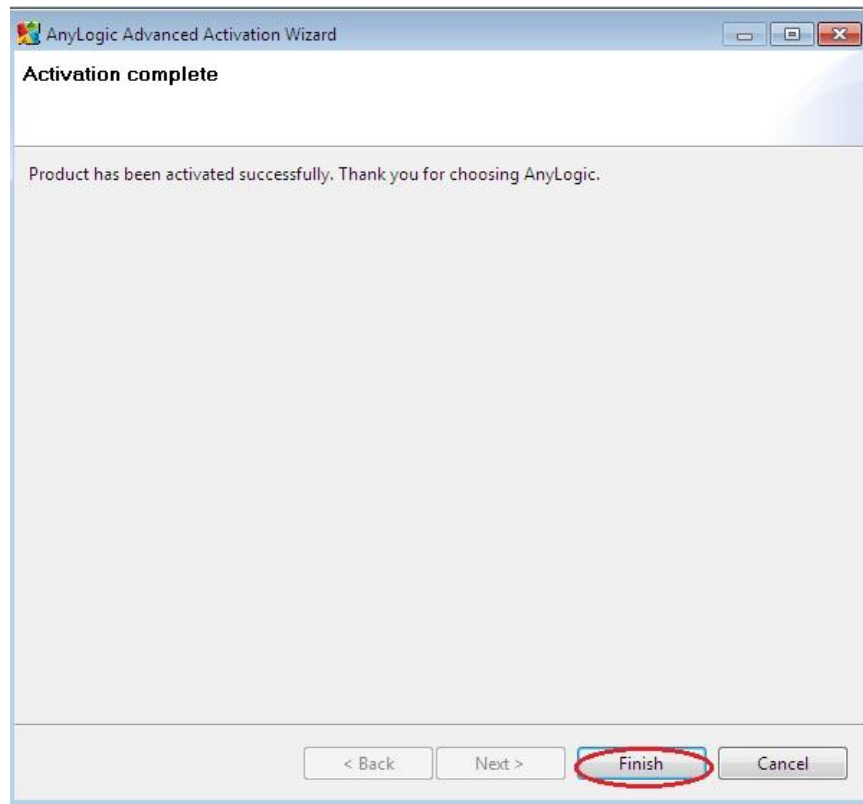 AnyLogic Advanced Activation Wizard
Activation complete
Product has been activated successfully. Thank you for choosing AnyLogic.
< Back Next > Finish Cancel